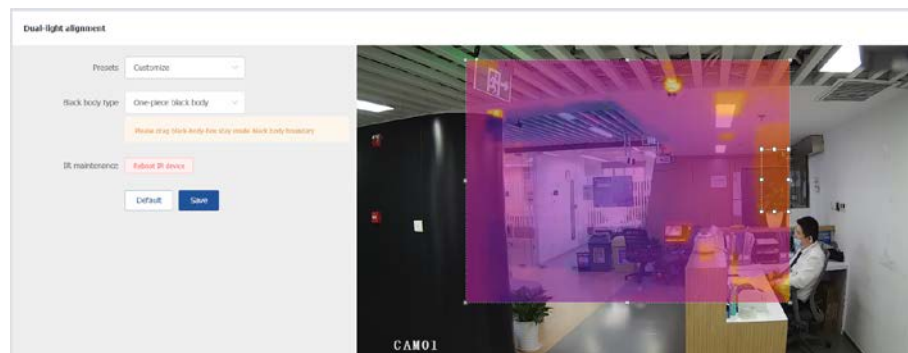 Dual-light alignment
Presets
Customize
Black body type
One-piece black body
Please drag black body box stay inside black body boundary
IR maintenance
Reboot IR device
Default
Save
CAM01